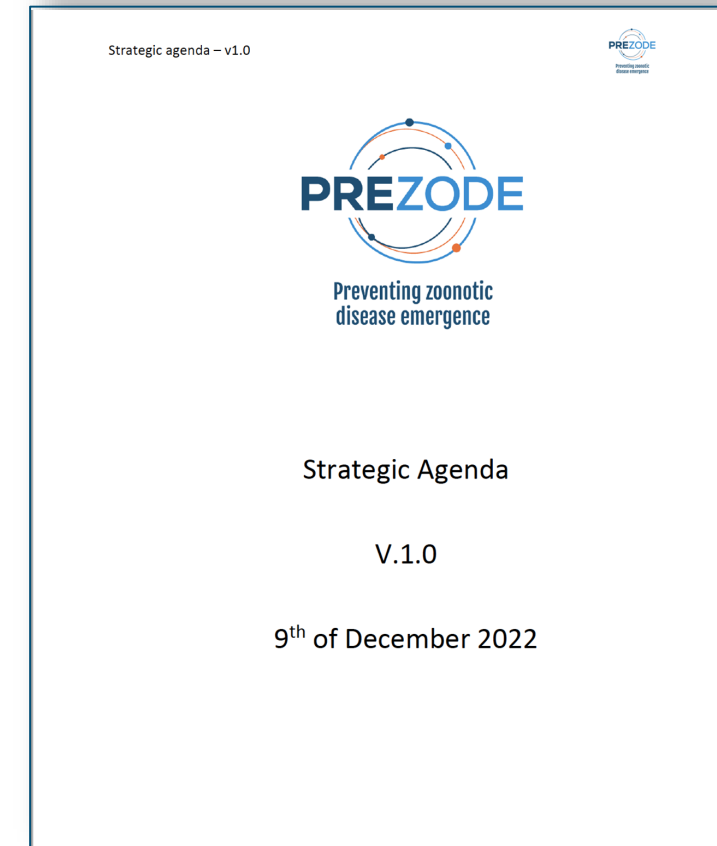 Strategic agenda – v1.0
PREZODE
Preventing zoonotic
disease emergence
PREZODE
Preventing zoonotic
disease emergence
Strategic Agenda
V.1.0
9th of December 2022